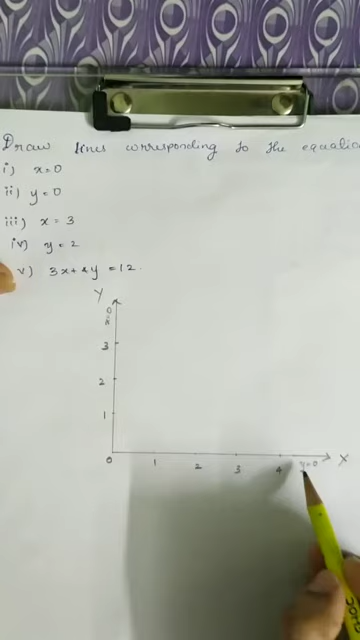 Draw lines corresponding to the equation
i) x=0
ii) y=0
iii) x = 3
iv) y = 2
v) 3x+4y = 12.
Y
3
2
1
0 1 2 3 4 y=0 X